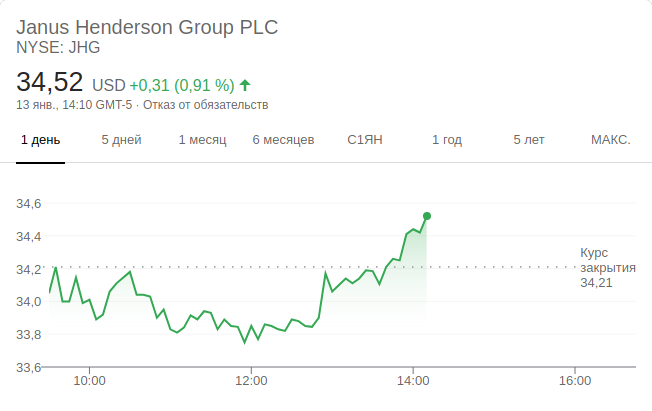 Janus Henderson Group PLC
NYSE: JHG
34,52 USD +0,31 (0,91 %)
13 янв., 14:10 GMT-5 · Отказ от обязательств
1 день 5 дней 1 месяц 6 месяцев С1ЯН 1 год 5 лет МАКС.
34,6
34,4
34,2
34,0
33,8
33,6
Курс
закрытия
34,21
10:00 12:00 14:00 16:00